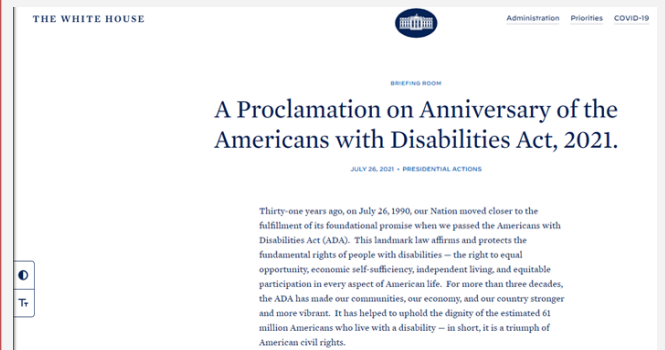 THE WHITE HOUSE
Administration Priorities COVID-19
BRIEFING ROOM
A Proclamation on Anniversary of the
Americans with Disabilities Act, 2021.
JULY 26, 2021 • PRESIDENTIAL ACTIONS
Thirty-one years ago, on July 26, 1990, our Nation moved closer to the
fulfillment of its foundational promise when we passed the Americans with
Disabilities Act (ADA). This landmark law affirms and protects the
fundamental rights of people with disabilities — the right to equal
opportunity, economic self-sufficiency, independent living, and equitable
participation in every aspect of American life. For more than three decades,
the ADA has made our communities, our economy, and our country stronger
and more vibrant. It has helped to uphold the dignity of the estimated 61
million Americans who live with a disability — in short, it is a triumph of
American civil rights.
TT